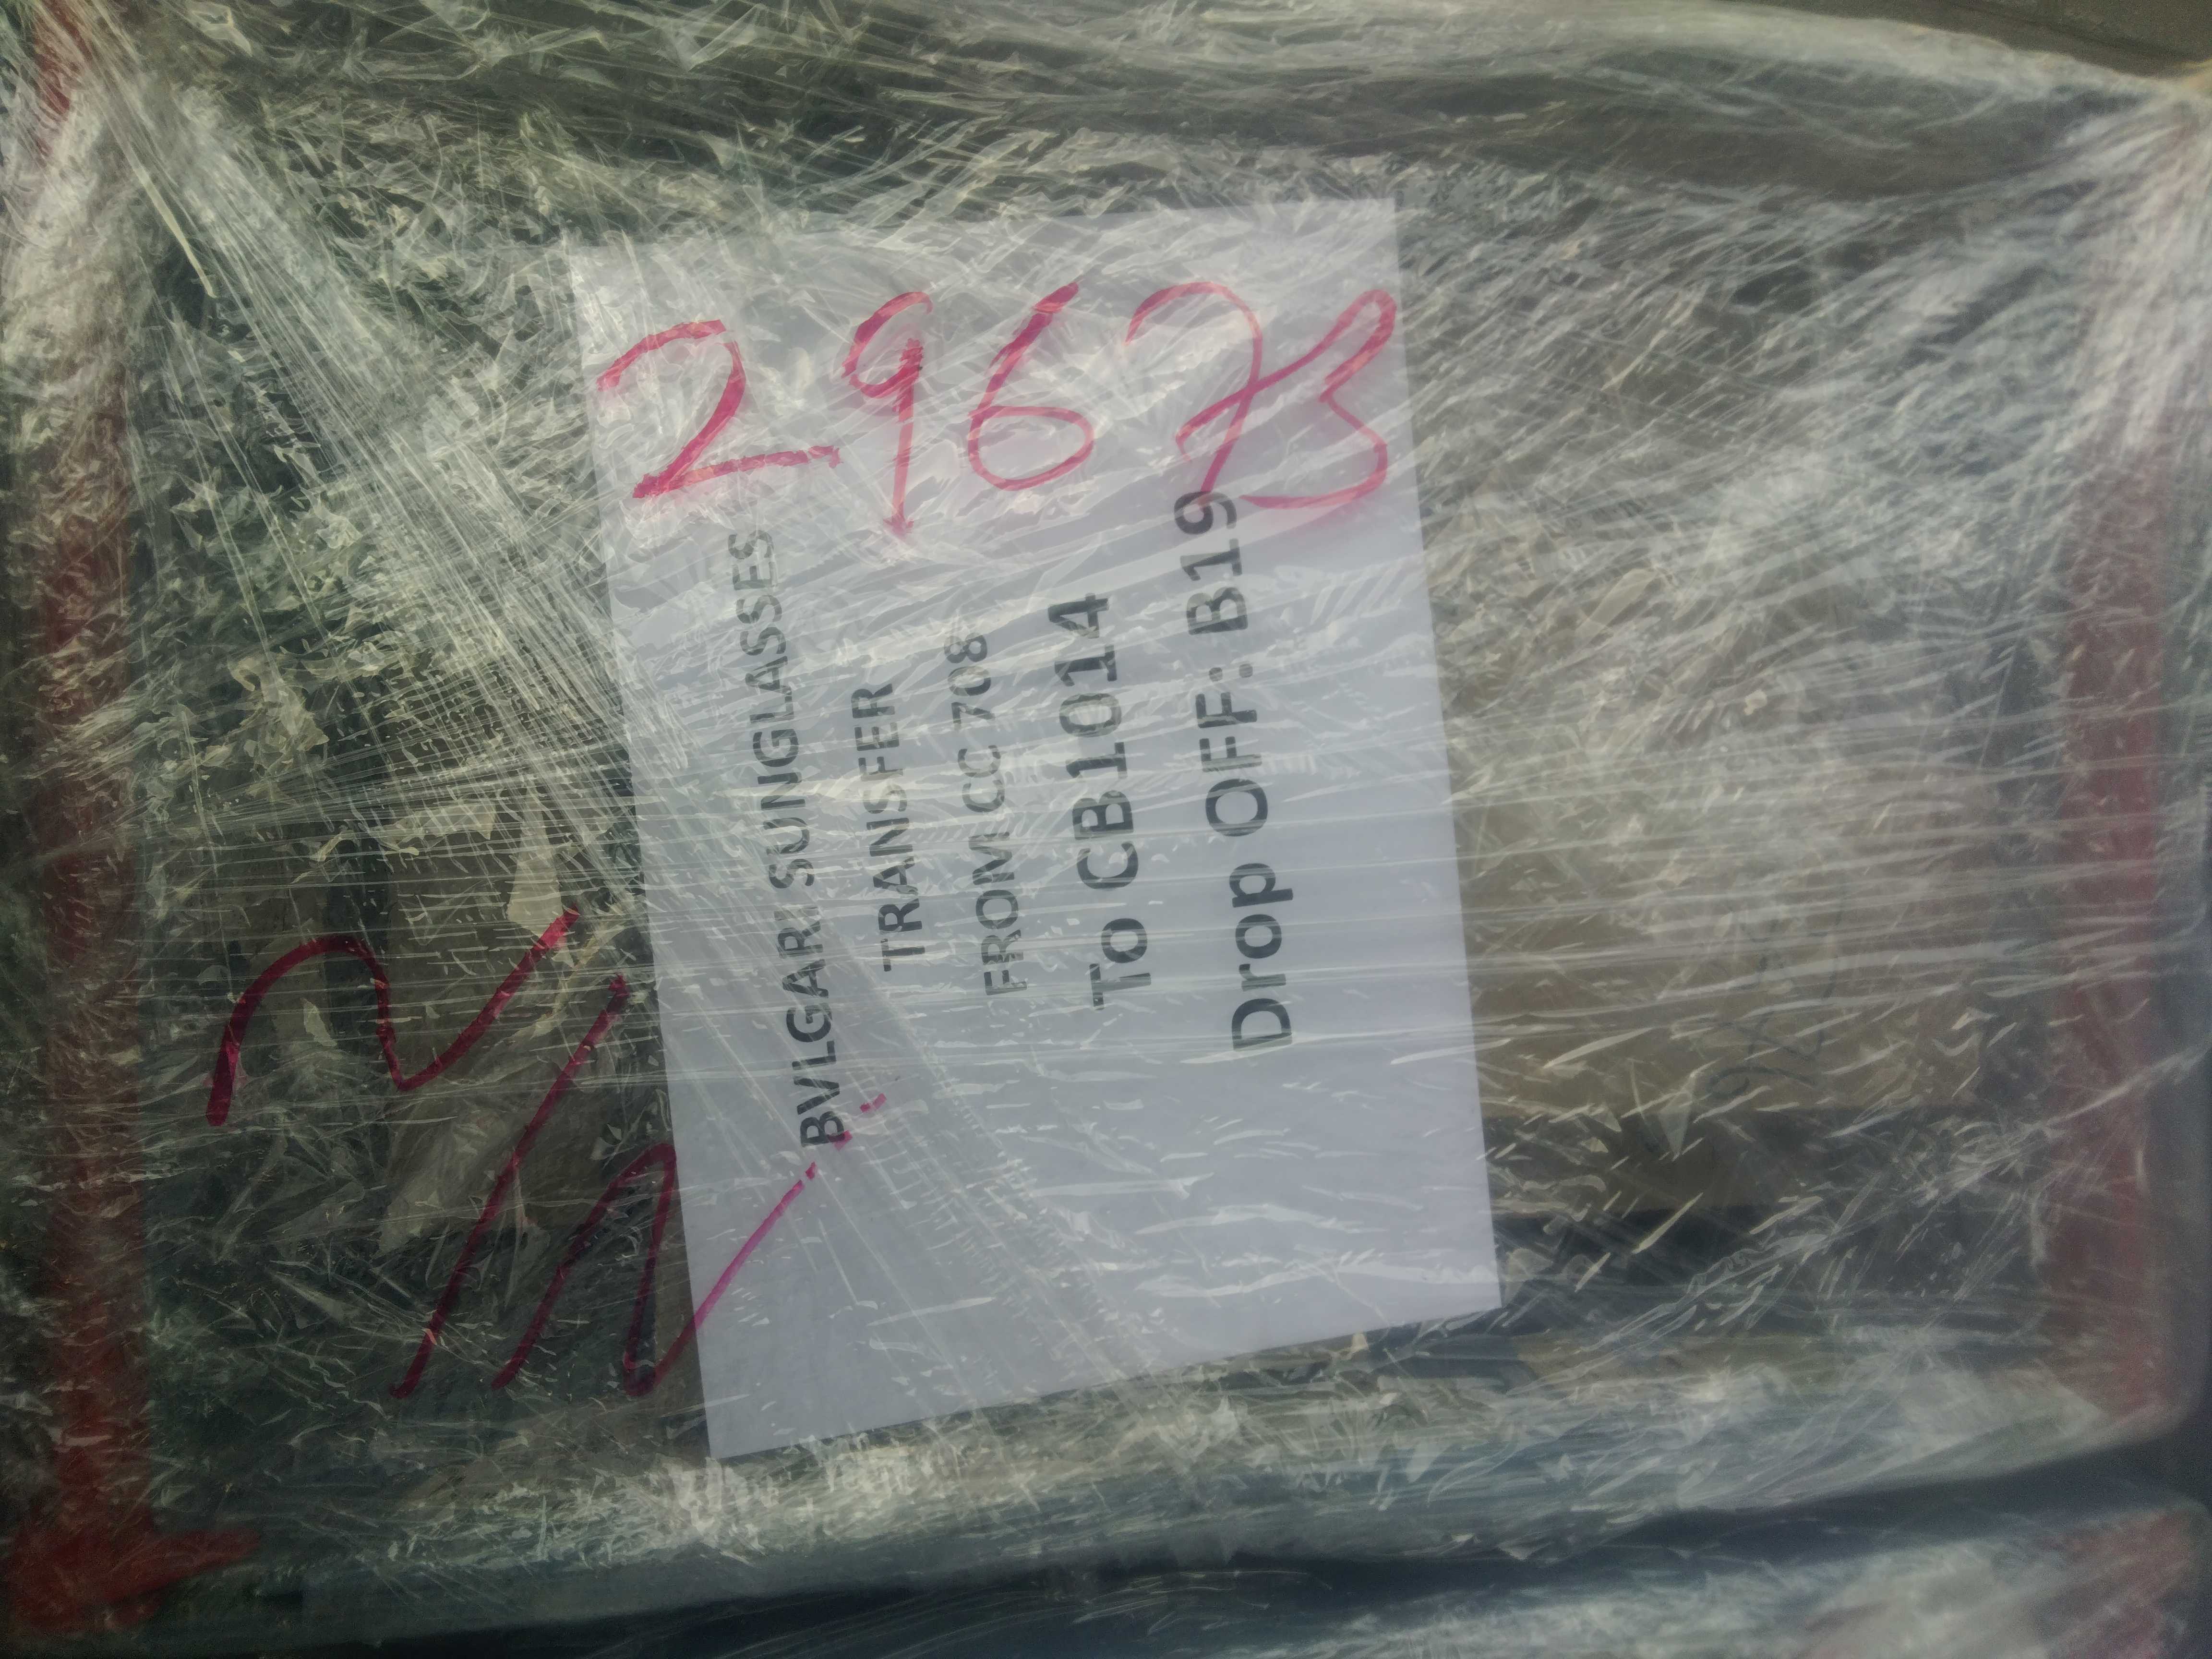 29673
BVLGARI SUNGLASSES
TRANSFER
FROM CC 708
To CB1014
Drop OFF: B19